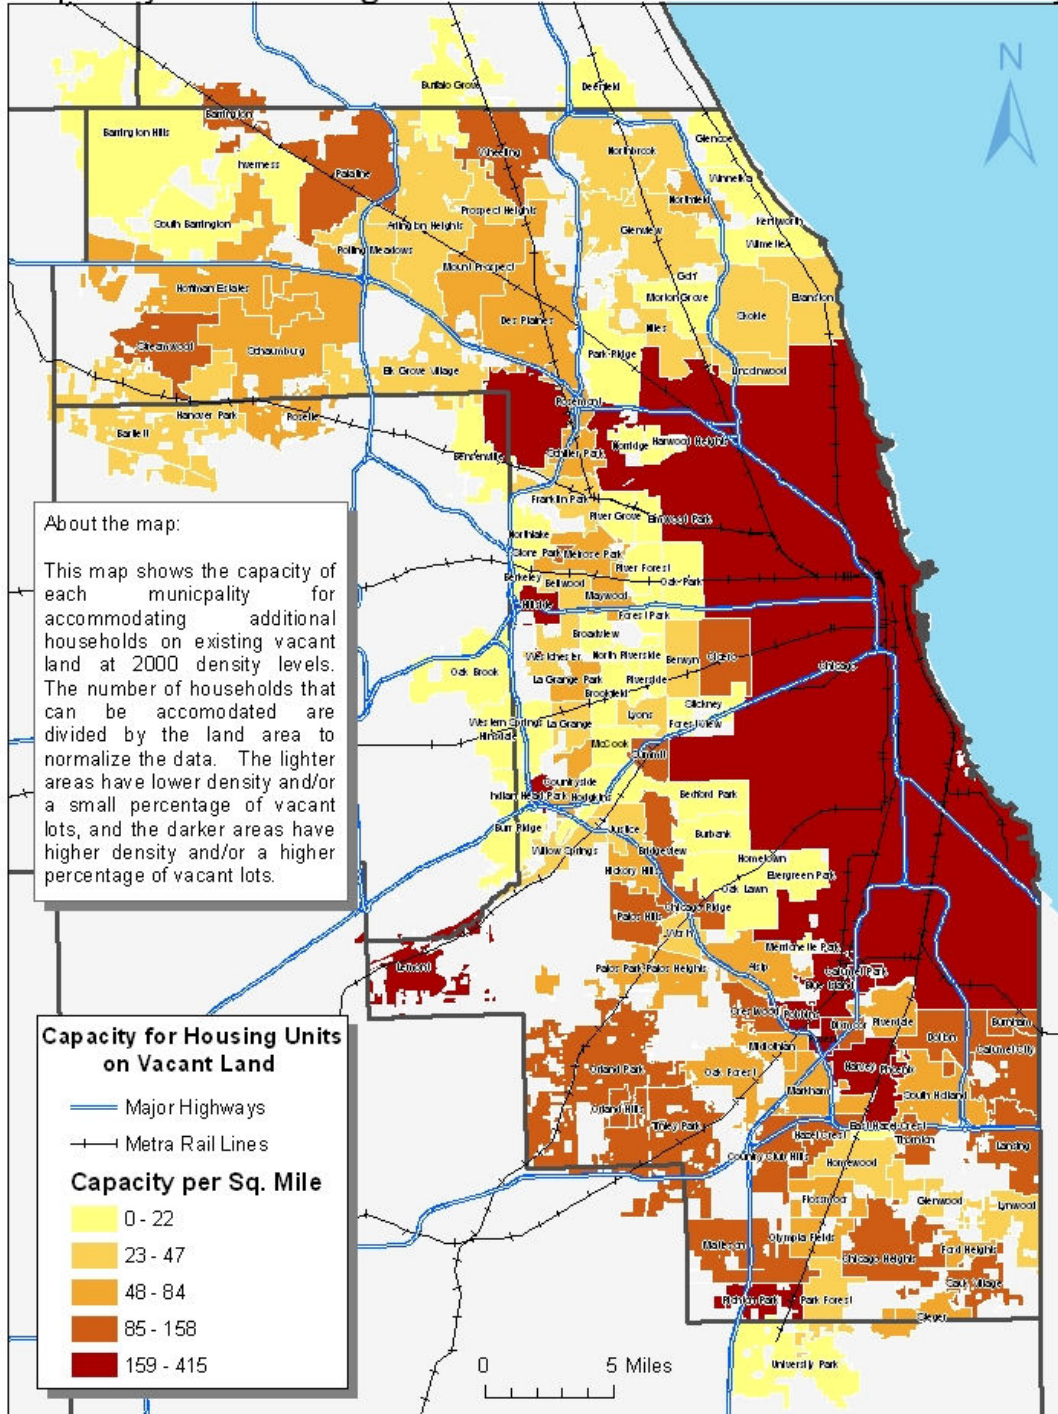 N
Buffalo Grove
Deerfield
Barrington
Barrington Hills
Wheeling
Northbrook
Glencoe
Inverness
Palatine
Winnetka
Northfield
Prospect Heights
Kenilworth
South Barrington
Arlington Heights
Glenview
Wilmette
Rolling Meadows
Mount Prospect
Golf
Hoffman Estates
Morton Grove
Evanston
Skokie
Des Plaines
Niles
Streamwood
Schaumburg
Park Ridge
Elk Grove Village
Lincolnwood
Rosemont
Hanover Park
Roselle
Bartlett
Norridge
Harwood Heights
Bensenville
Schiller Park
Franklin Park
River Grove
Elmwood Park
Northlake
Stone Park
Melrose Park
River Forest
Berkeley
Bellwood
Oak Park
Maywood
Hillside
Forest Park
Broadview
Westchester
North Riverside
Berwyn
Cicero
Chicago
Oak Brook
La Grange Park
Riverside
Brookfield
Stickney
Lyons
Western Springs
La Grange
Forest View
Hinsdale
McCook
Summit
Countryside
Indian Head Park
Hodgkins
Bedford Park
Burr Ridge
Justice
Burbank
Willow Springs
Bridgeview
Hometown
Hickory Hills
Evergreen Park
Oak Lawn
Chicago Ridge
Palos Hills
Worth
Merrionette Park
Lemont
Palos Park
Palos Heights
Alsip
Calumet Park
Blue Island
Crestwood
Robbins
Dixmoor
Riverdale
Burnham
Dolton
Midlothian
Calumet City
Orland Park
Oak Forest
Harvey
Phoenix
Markham
South Holland
Orland Hills
Tinley Park
East Hazel Crest
Hazel Crest
Thornton
Lansing
Country Club Hills
Homewood
Flossmoor
Glenwood
Lynwood
Matteson
Olympia Fields
Ford Heights
Chicago Heights
Sauk Village
Richton Park
Park Forest
Steger
University Park
About the map:
This map shows the capacity of
each municpality for
accommodating additional
households on existing vacant
land at 2000 density levels.
The number of households that
can be accomodated are
divided by the land area to
normalize the data. The lighter
areas have lower density and/or
a small percentage of vacant
lots, and the darker areas have
higher density and/or a higher
percentage of vacant lots.
Capacity for Housing Units
on Vacant Land
Major Highways
Metra Rail Lines
Capacity per Sq. Mile
0 - 22
23 - 47
48 - 84
85 - 158
159 - 415
0 5 Miles